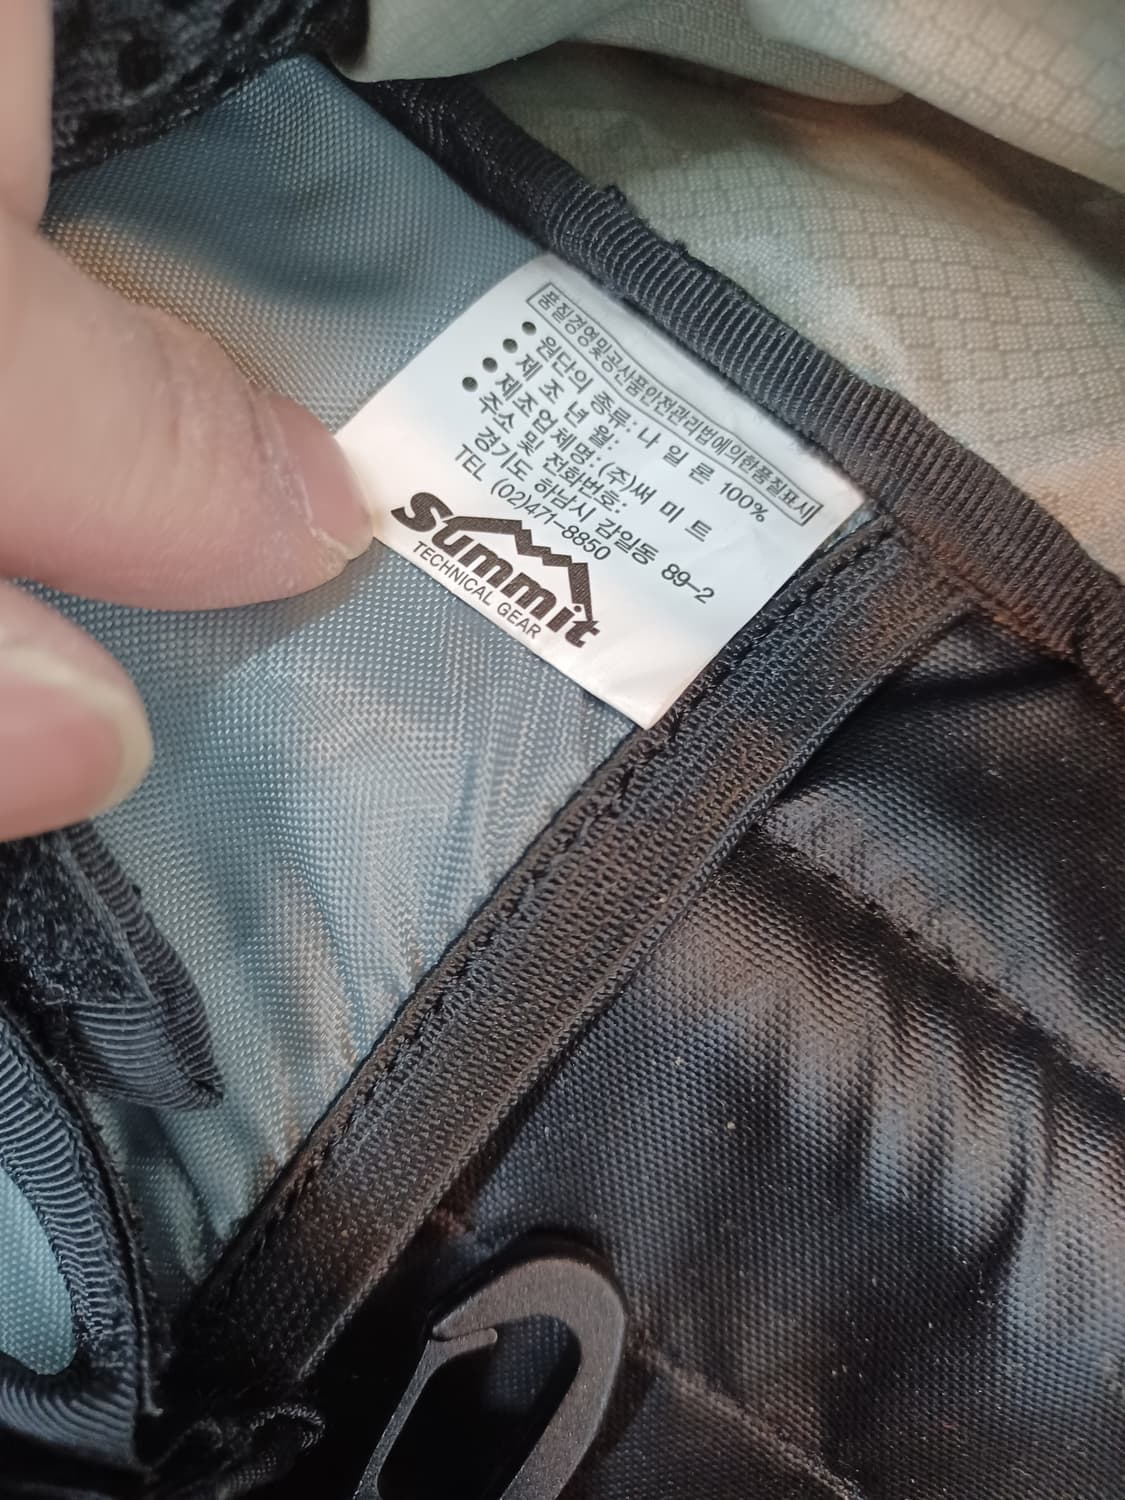 품질경영및공산품안전관리법에의한품질표시
● 원단의 종류: 나 일 론 100%
● 제 조 년 월:
● 제조업체명: (주)써 미 트
● 주소 및 전화번호:
경기도 하남시 감일동 89-2
TEL (02)471-8850
Summit
TECHNICAL GEAR